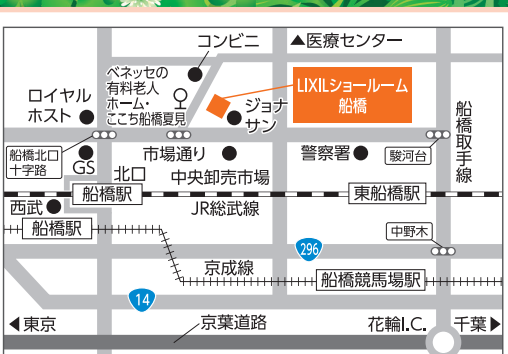 コンビニ
▲医療センター
ベネッセの
有料老人
ホーム・
ここち船橋夏見
LIXILショールーム
船橋
ロイヤル
ホスト
ジョナ
サン
船橋取手線
船橋北口
十字路
GS
北口
市場通り
中央卸売市場
警察署
駿河台
船橋駅
東船橋駅
西武
JR総武線
船橋駅
中野木
296
京成線
船橋競馬場駅
14
◀東京
京葉道路
花輪I.C.
千葉▶